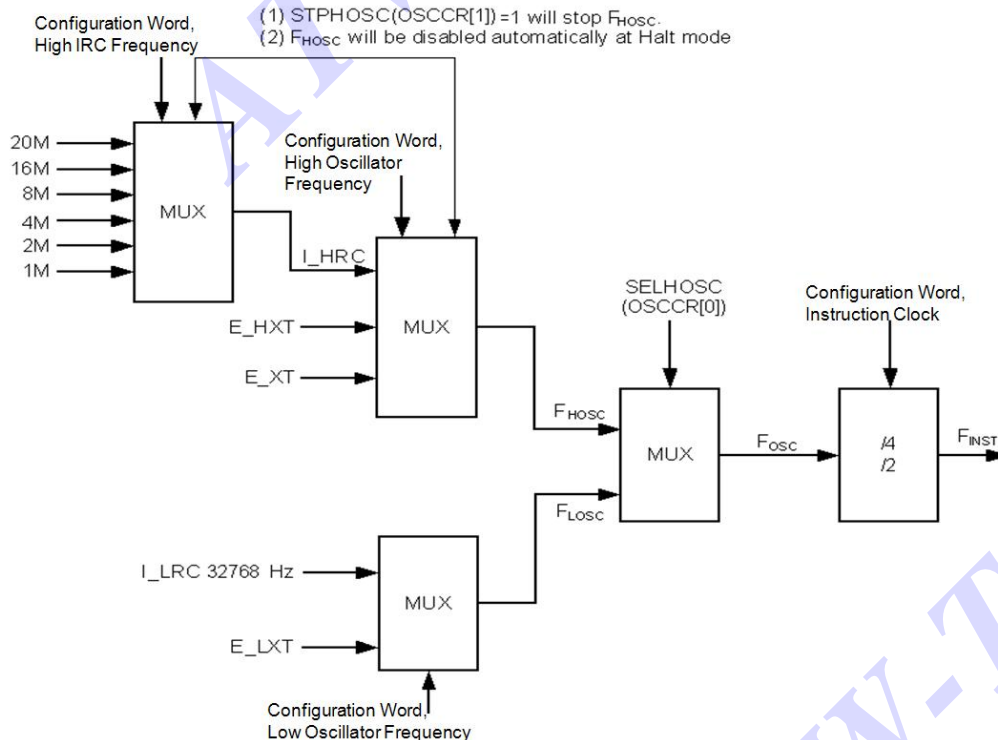 (1) STPHOSC(OSCCR[1])=1 will stop FHOSC.
(2) FHOSC will be disabled automatically at Halt mode
Configuration Word,
High IRC Frequency
20M
16M
8M
4M
2M
1M
MUX
Configuration Word,
High Oscillator
Frequency
I_HRC
E_HXT
E_XT
MUX
SELHOSC
(OSCCR[0])
Configuration Word,
Instruction Clock
FHOSC
FLOSC
MUX
FOSC
/4
/2
FINST
I_LRC 32768 Hz
E_LXT
MUX
Configuration Word,
Low Oscillator Frequency